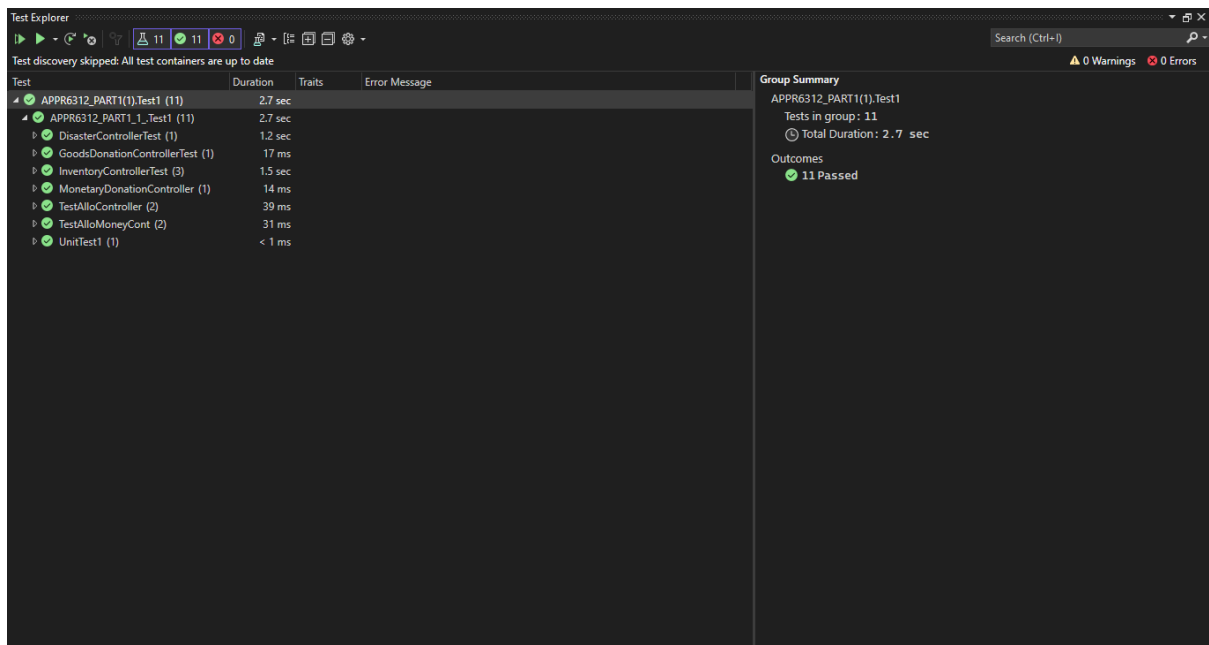 Test Explorer
11 11 0
Search (Ctrl+I)
Test discovery skipped: All test containers are up to date
0 Warnings 0 Errors
Test Duration Traits Error Message
APPR6312_PART1(1).Test1 (11) 2.7 sec
APPR6312_PART1_1_.Test1 (11) 2.7 sec
DisasterControllerTest (1) 1.2 sec
GoodsDonationControllerTest (1) 17 ms
InventoryControllerTest (3) 1.5 sec
MonetaryDonationController (1) 14 ms
TestAlloController (2) 39 ms
TestAlloMoneyCont (2) 31 ms
UnitTest1 (1) < 1 ms
Group Summary
APPR6312_PART1(1).Test1
Tests in group: 11
Total Duration: 2.7 sec
Outcomes
11 Passed